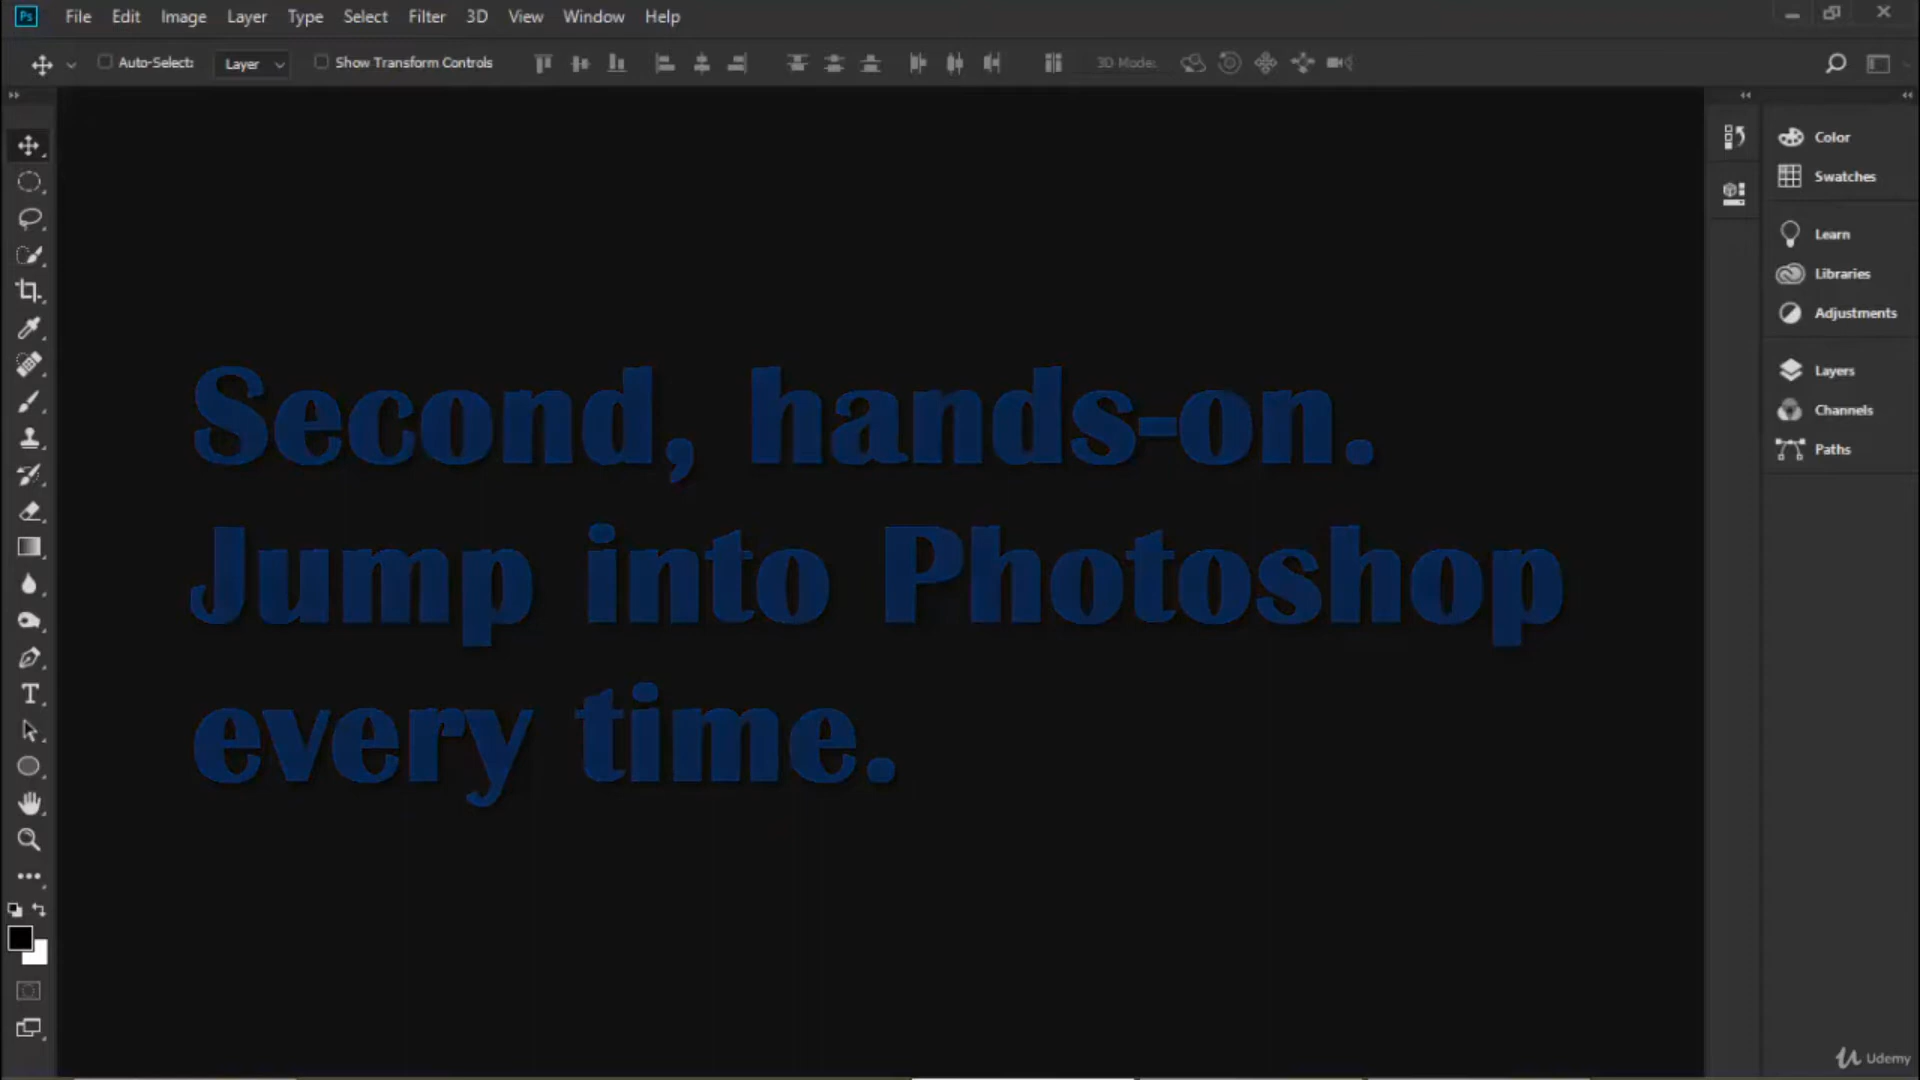 Ps File Edit Image Layer Type Select Filter 3D View Window Help
Auto-Select: Layer Show Transform Controls 3D Mode:
Color
Swatches
Learn
Libraries
Adjustments
Layers
Channels
Paths
Second, hands-on.
Jump into Photoshop
every time.
T
Udemy